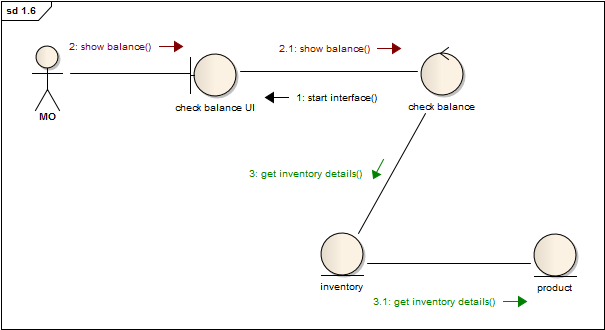 sd 1.6
2: show balance()
2.1: show balance()
MO
check balance UI
1: start interface()
check balance
3: get inventory details()
inventory
product
3.1: get inventory details()